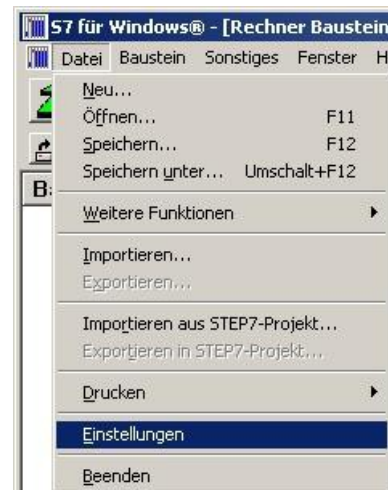 S7 für Windows® - [Rechner Baustein
Datei Baustein Sonstiges Fenster H
Neu...
Öffnen... F11
Speichern... F12
Speichern unter... Umschalt+F12
B
Weitere Funktionen
Importieren...
Exportieren...
Importieren aus STEP7-Projekt...
Exportieren in STEP7-Projekt...
Drucken
Einstellungen
Beenden